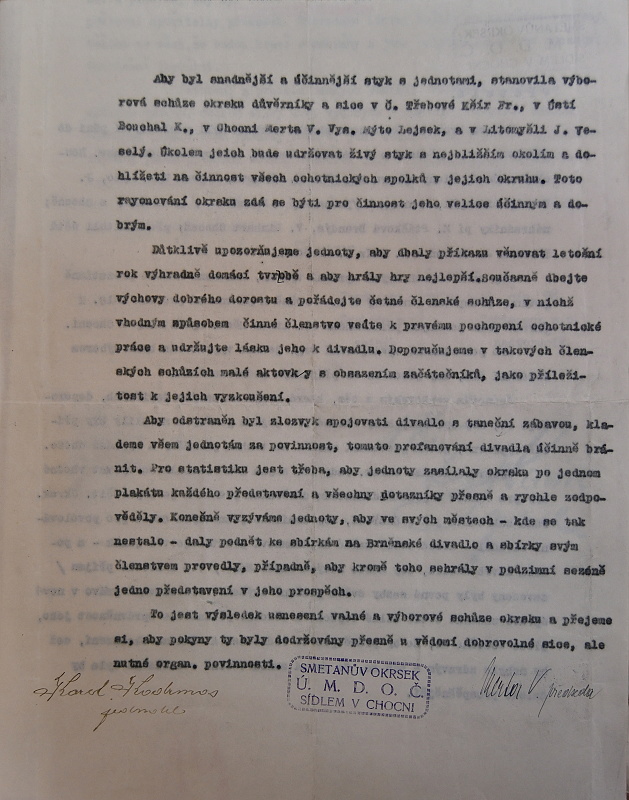 Aby byl snadnější a účinnější styk s jednotami, stanovila výbo-
rová schůze okrsku důvěrníky a sice v Č. Třebové Kšír Fr., v Ústí
Bouchal K., v Chocni Merta V. Vys. Mýto Lejsek, a v Litomyšli J. Ve-
selý. Úkolem jeich bude udržovat živý styk s nejbližším okolím a do-
hlížeti na činnost všech ochotnických spolků v jejich okruhu. Toto
rayonování okrsku zdá se býti pro činnost jeho velice účinným a do-
brým.
Důtklivě upozorňujeme jednoty, aby dbaly příkazu věnovat letošní
rok výhradně domácí tvrbbě a aby hrály hry nejlepší.Současně dbejte
výchovy dobrého dorostu a pořádejte četné členské schůze, v nichž
vhodným způsobem činné členstvo veďte k pravému pochopení ochotnické
práce a udržujte lásku jeho k divadlu. Doporučujeme v takových člen-
ských schůzích malé aktovky s obsazením začátečníků, jako příleži-
tost k jejich vyzkoušení.
Aby odstraněn byl zlozvyk spojovati divadlo s taneční zábavou, kla-
deme všem jednotám za povinnost, tomuto profanování divadla účinně brá-
nit. Pro statistiku jest třeba, aby jednoty zasílaly okrsku po jednom
plakátu každého představení a všechny dotazníky přesně a rychle zodpo-
věděly. Konečně vyzýváme jednoty, aby ve svých městech - kde se tak
nestalo - daly podnět ke sbírkám na Brněnské divadlo a sbírky svým
členstvem provedly, případně, aby kromě toho sehrály v podzimní sezóně
jedno představení v jeho prospěch.
To jest výsledek usnesení valné a výborové schůze okrsku a přejeme
si, aby pokyny ty byly dodržovány přesně u vědomí dobrovolné sice, ale
nutné organ. povinnosti.
SMETANŮV OKRSEK
Ú. M. D. O. Č.
SÍDLEM V CHOCNI
Karel
jednatel
Merta V. předseda